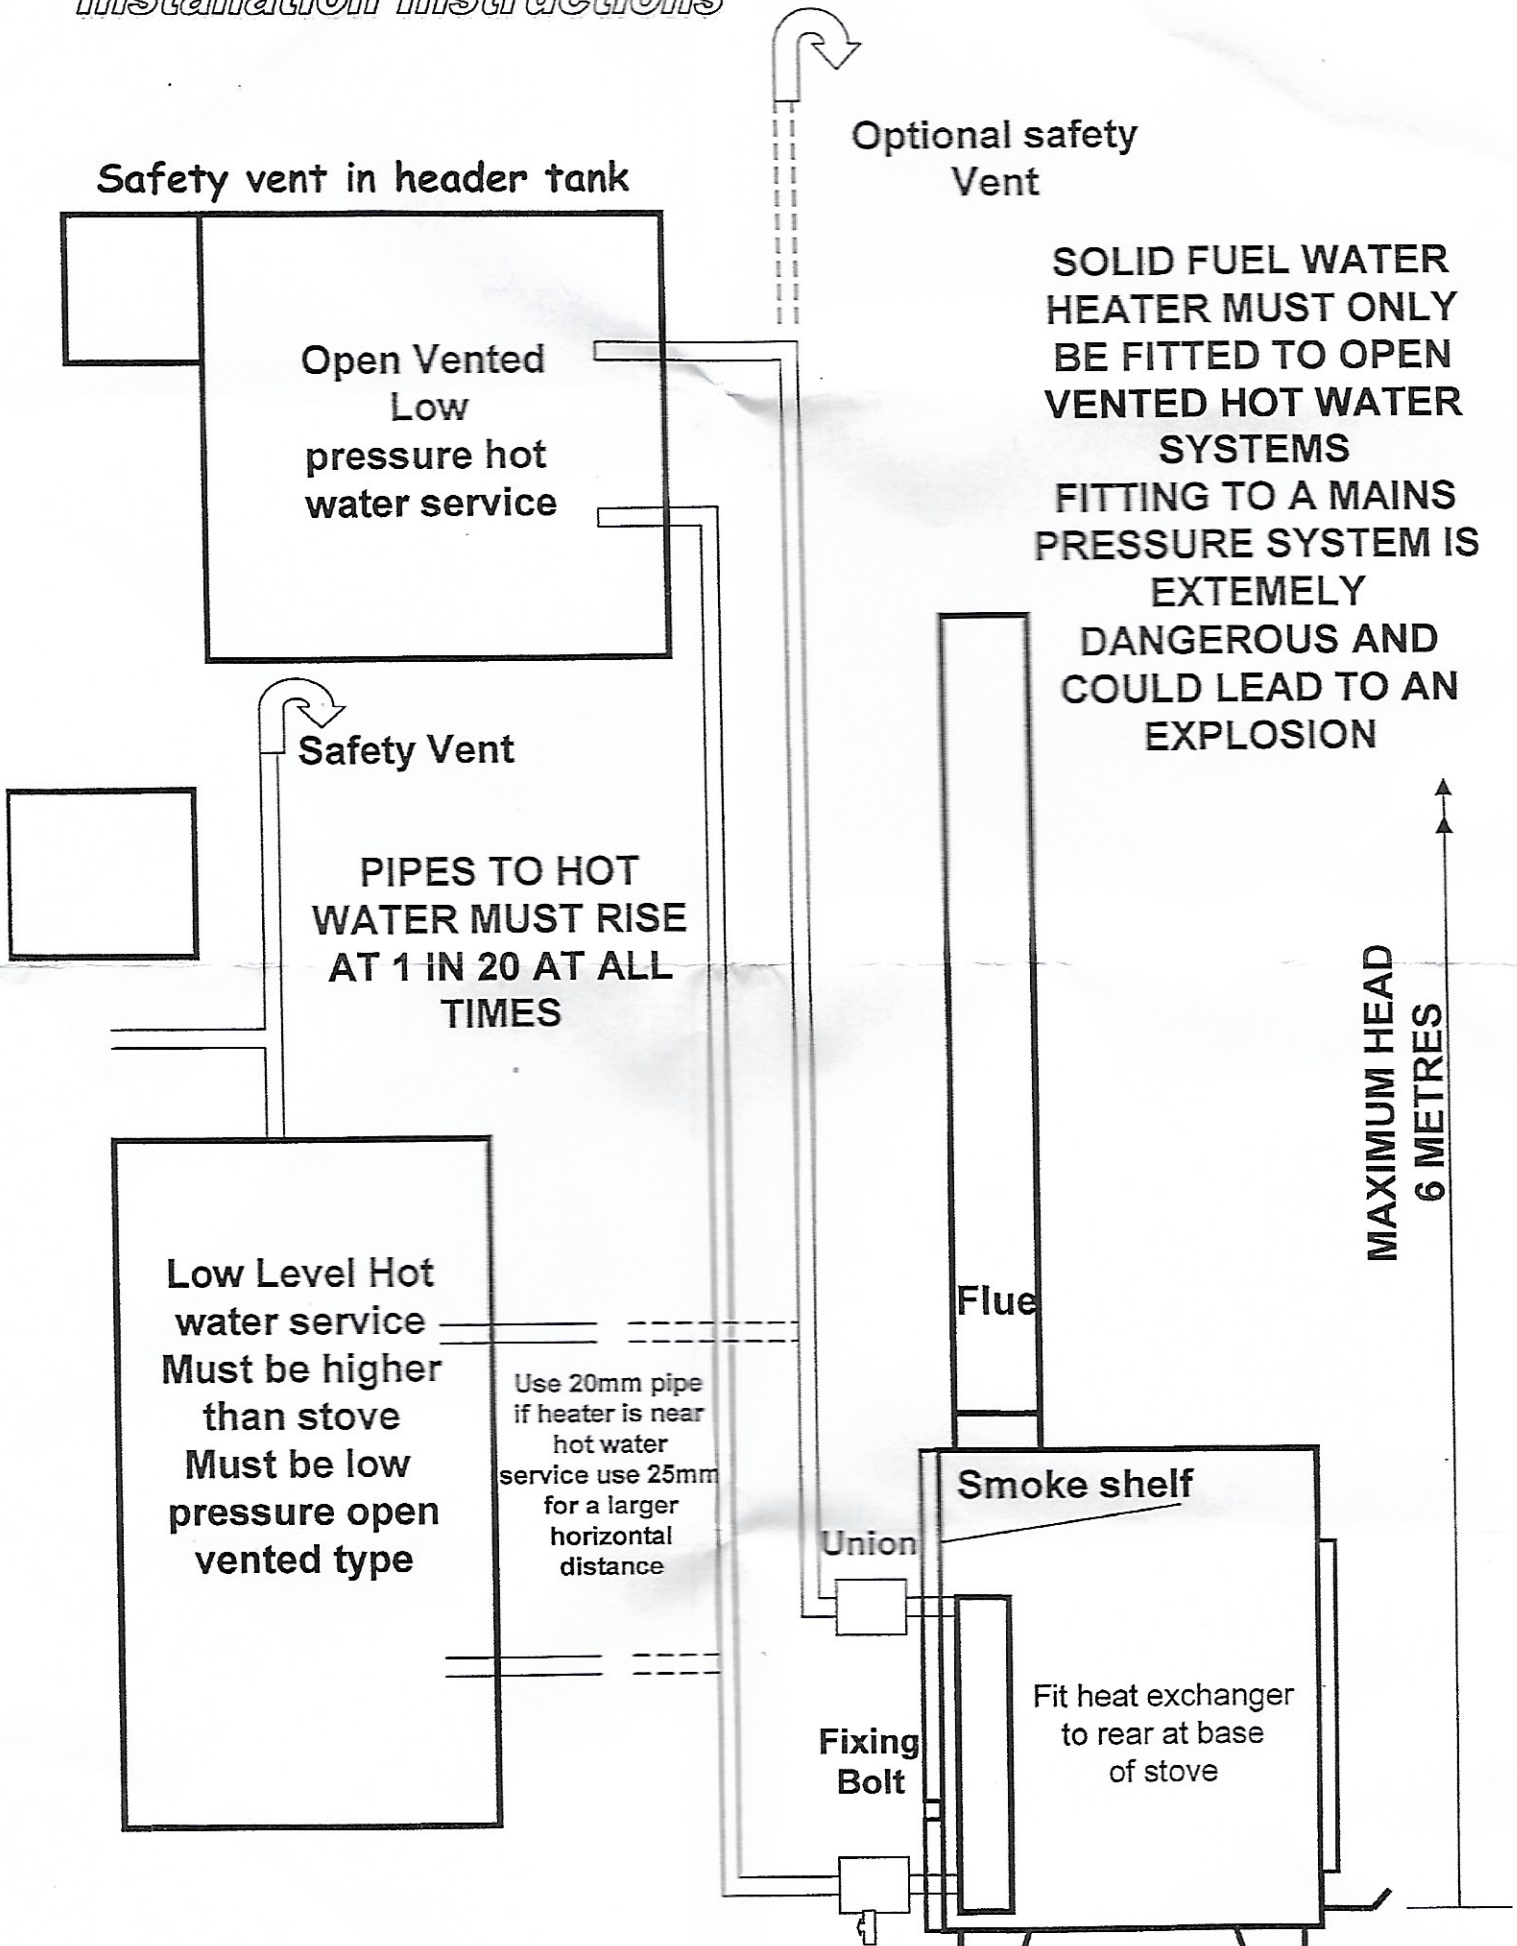 Installation Instructions
Optional safety
Vent
Safety vent in header tank
SOLID FUEL WATER
HEATER MUST ONLY
BE FITTED TO OPEN
VENTED HOT WATER
SYSTEMS
FITTING TO A MAINS
PRESSURE SYSTEM IS
EXTEMELY
DANGEROUS AND
COULD LEAD TO AN
EXPLOSION
Open Vented
Low
pressure hot
water service
Safety Vent
PIPES TO HOT
WATER MUST RISE
AT 1 IN 20 AT ALL
TIMES
MAXIMUM HEAD
6 METRES
Low Level Hot
water service
Must be higher
than stove
Must be low
pressure open
vented type
Use 20mm pipe
if heater is near
hot water
service use 25mm
for a larger
horizontal
distance
Flue
Smoke shelf
Union
Fixing
Bolt
Fit heat exchanger
to rear at base
of stove